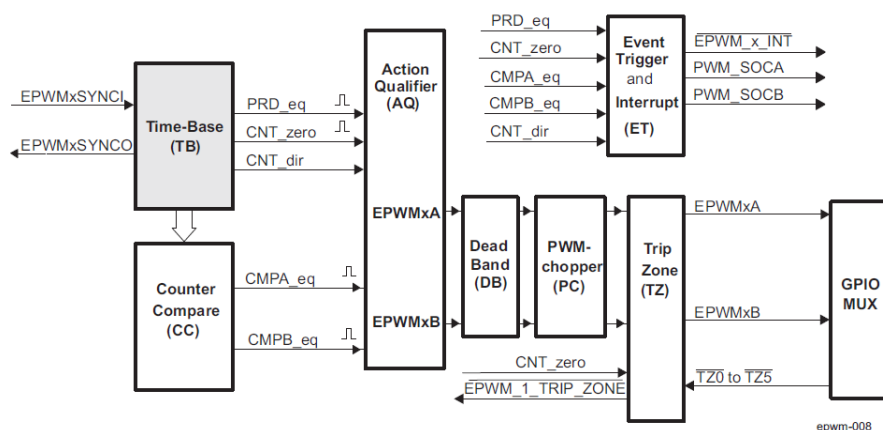 EPWMxSYNCI
EPWMxSYNCO
Time-Base
(TB)
PRD_eq
CNT_zero
CNT_dir
Counter
Compare
(CC)
CMPA_eq
CMPB_eq
Action
Qualifier
(AQ)
EPWMxA
EPWMxB
PRD_eq
CNT_zero
CMPA_eq
CMPB_eq
CNT_dir
Event
Trigger
and
Interrupt
(ET)
EPWM_x_INT
PWM_SOCA
PWM_SOCB
Dead
Band
(DB)
PWM-
chopper
(PC)
CNT_zero
EPWM_1_TRIP_ZONE
Trip
Zone
(TZ)
EPWMxA
EPWMxB
TZ0 to TZ5
GPIO
MUX
epwm-008